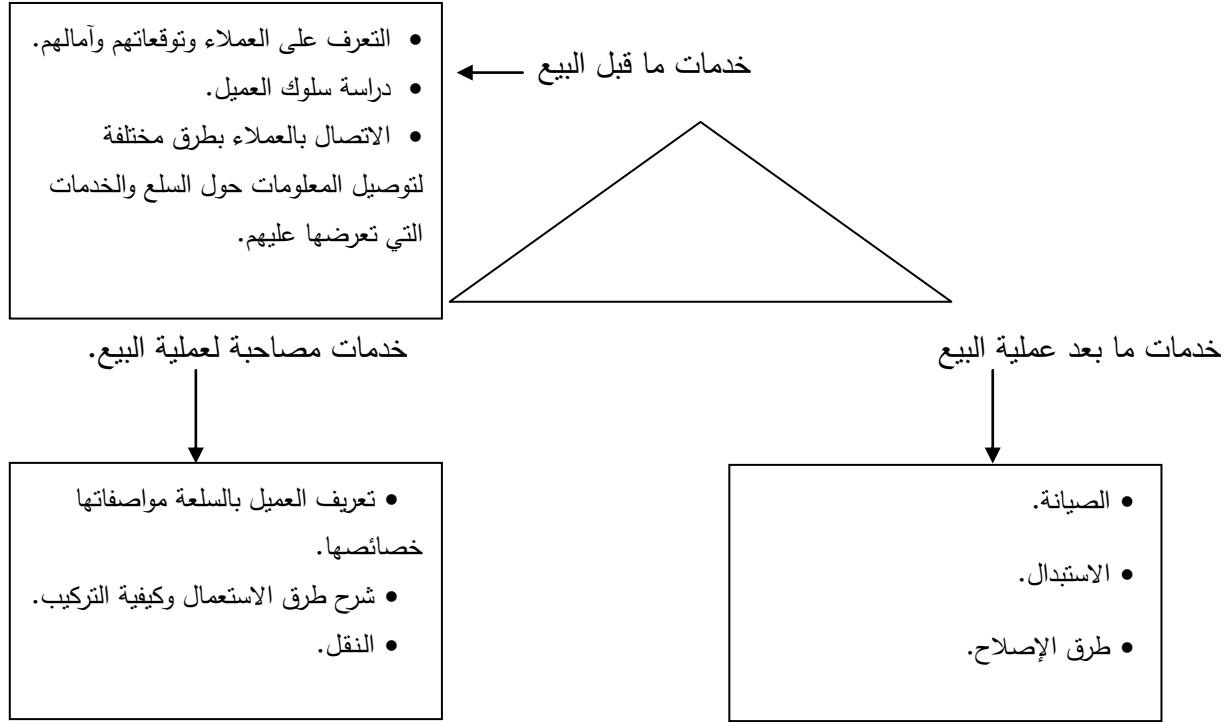 خدمات ما قبل البيع
• التعرف على العملاء وتوقعاتهم وآمالهم.
• دراسة سلوك العميل.
• الاتصال بالعملاء بطرق مختلفة
لتوصيل المعلومات حول السلع والخدمات
التي تعرضها عليهم.
خدمات ما بعد عملية البيع
• الصيانة.
• الاستبدال.
• طرق الإصلاح.
خدمات مصاحبة لعملية البيع.
• تعريف العميل بالسلعة مواصفاتها
خصائصها.
• شرح طرق الاستعمال وكيفية التركيب.
• النقل.